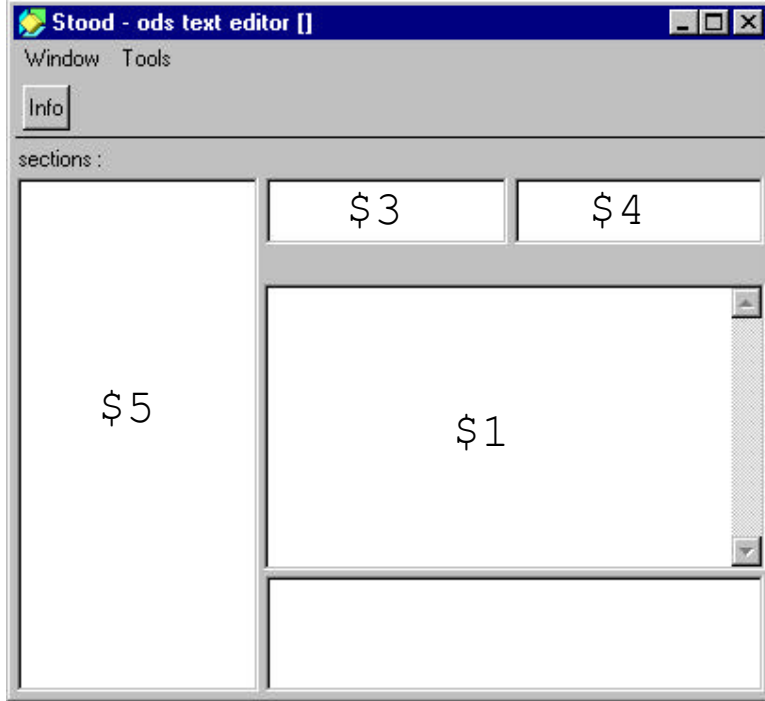 Stood - ods text editor []
Window Tools
Info
sections :
$3 $4
$5
$1